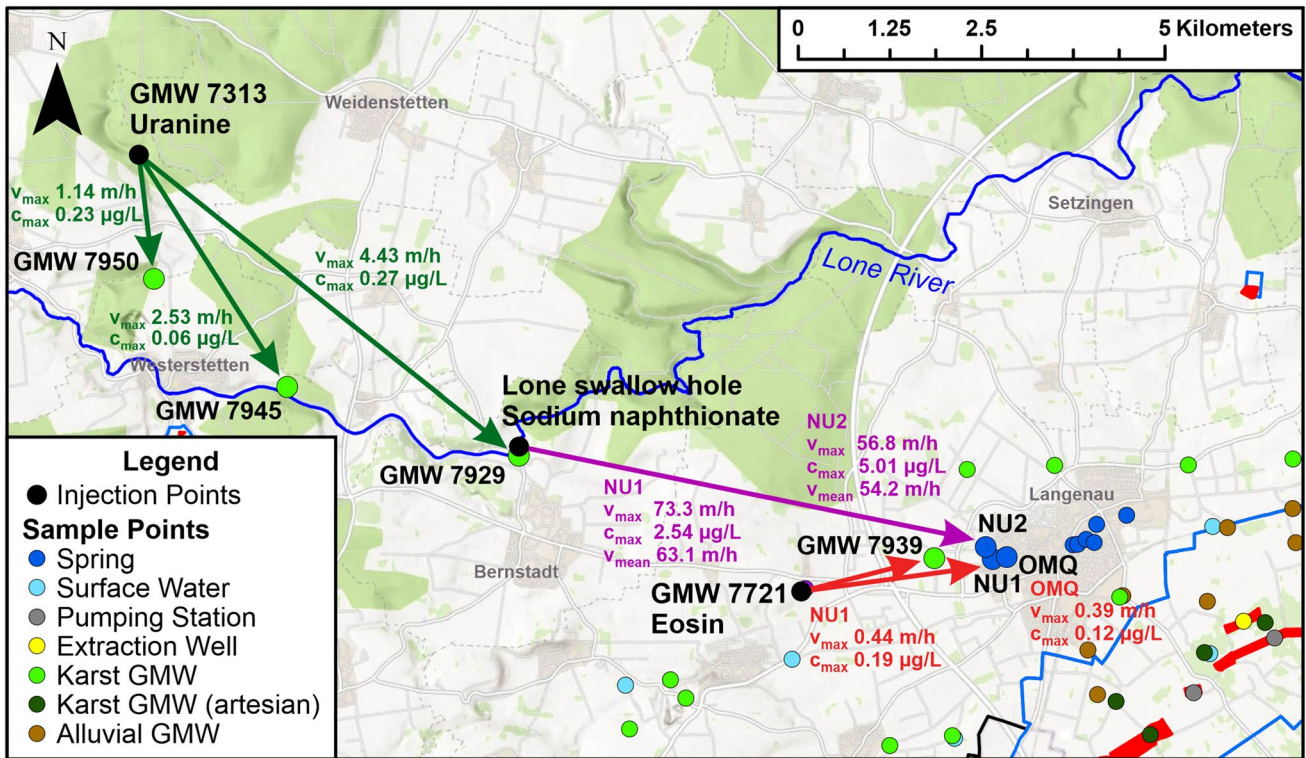 0 1.25 2.5 5 Kilometers
N
GMW 7313
Uranine
Weidenstetten
vmax 1.14 m/h
cmax 0.23 µg/L
GMW 7950
vmax 4.43 m/h
cmax 0.27 µg/L
Setzingen
Lone River
vmax 2.53 m/h
cmax 0.06 µg/L
Westerstetten
GMW 7945
Lone swallow hole
Sodium naphthionate
GMW 7929
NU2
vmax 56.8 m/h
cmax 5.01 µg/L
vmean 54.2 m/h
NU1
vmax 73.3 m/h
cmax 2.54 µg/L
vmean 63.1 m/h
Langenau
NU2
GMW 7939
OMQ
NU1
Bernstadt
GMW 7721
Eosin
NU1
vmax 0.44 m/h
cmax 0.19 µg/L
OMQ
vmax 0.39 m/h
cmax 0.12 µg/L
Legend
Injection Points
Sample Points
Spring
Surface Water
Pumping Station
Extraction Well
Karst GMW
Karst GMW (artesian)
Alluvial GMW